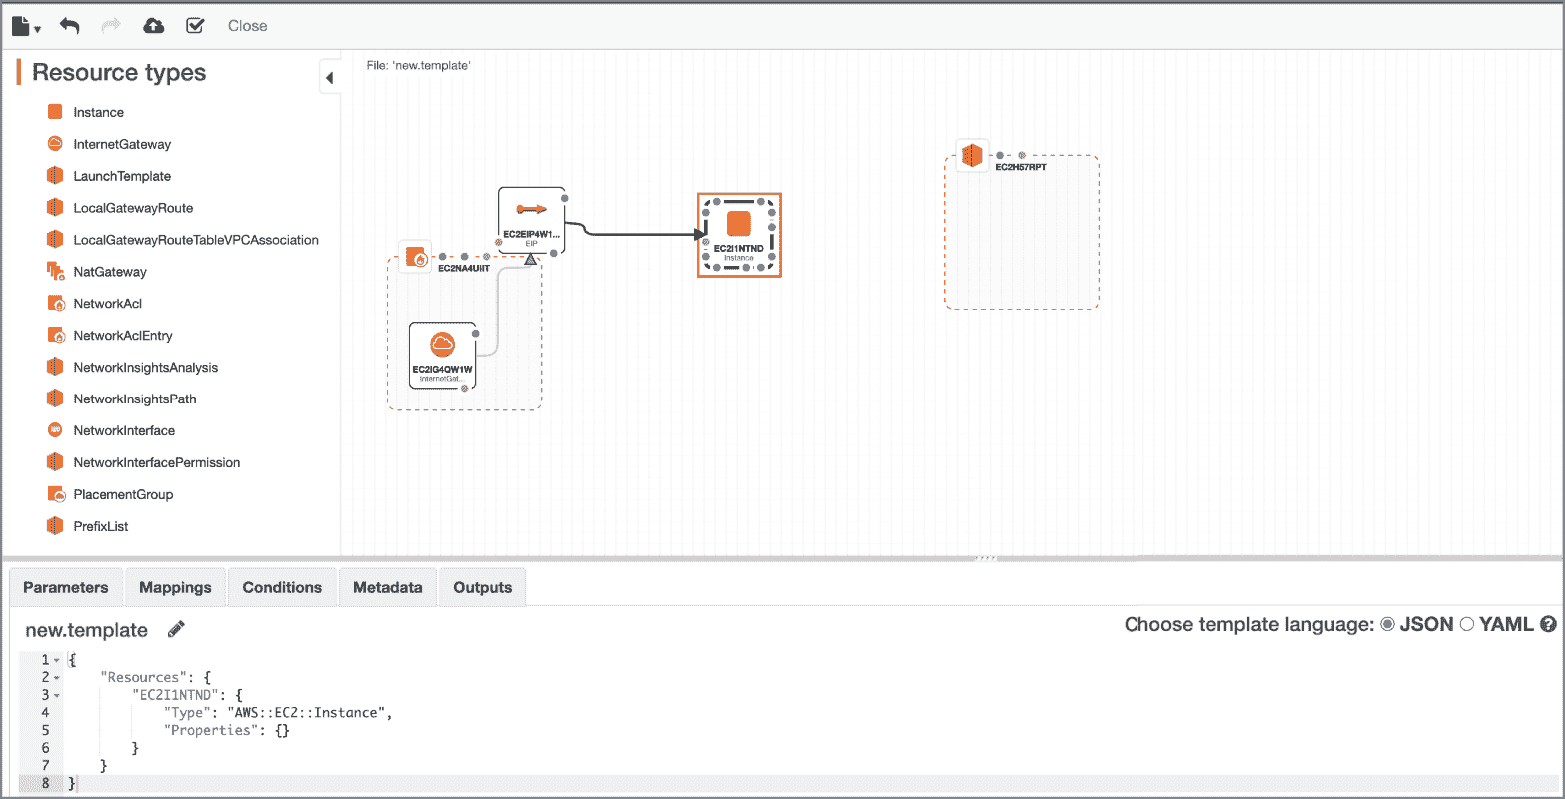 Close
Resource types
Instance
InternetGateway
LaunchTemplate
LocalGatewayRoute
LocalGatewayRouteTableVPCAssociation
NatGateway
NetworkAcl
NetworkAclEntry
NetworkInsightsAnalysis
NetworkInsightsPath
NetworkInterface
NetworkInterfacePermission
PlacementGroup
PrefixList
File: 'new.template'
EC2EIP4W1...
EIP
EC2NA4UIIT
EC2IG4QW1W
InternetGat...
EC2I1NTND
Instance
EC2H57RPT
Parameters
Mappings
Conditions
Metadata
Outputs
new.template
Choose template language: JSON YAML ?
1 {
2 "Resources": {
3 "EC2I1NTND": {
4 "Type": "AWS::EC2::Instance",
5 "Properties": {}
6 }
7 }
8 }